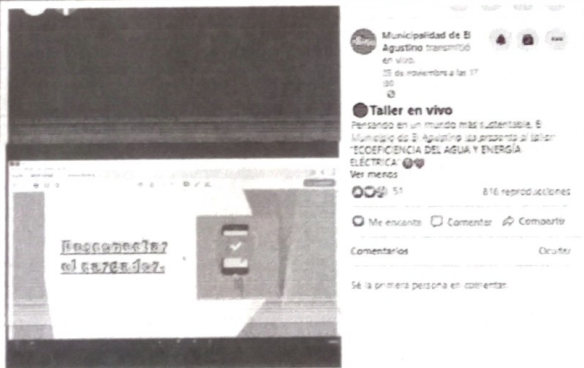 Desconectar
el cargador.
Municipalidad de El
Agustino transmitió
en vivo.
25 de noviembre a las 17
:00
Taller en vivo
Pensando en un mundo más sustentable, El
Municipio de El Agustino les presenta el taller
"ECOEFICIENCIA DEL AGUA Y ENERGÍA
ELÉCTRICA"
Ver menos
51
816 reproducciones
Me encanta Comentar Compartir
Comentarios
Ocultar
Sé la primera persona en comentar.